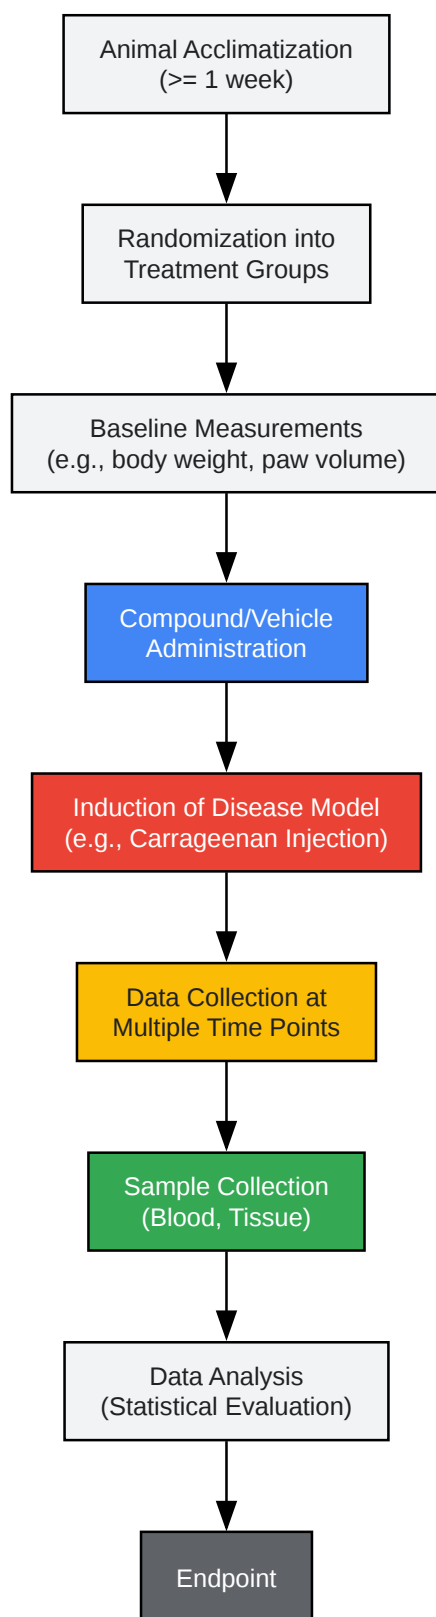 Animal Acclimatization
(>= 1 week)
Randomization into
Treatment Groups
Baseline Measurements
(e.g., body weight, paw volume)
Compound/Vehicle
Administration
Induction of Disease Model
(e.g., Carrageenan Injection)
Data Collection at
Multiple Time Points
Sample Collection
(Blood, Tissue)
Data Analysis
(Statistical Evaluation)
Endpoint